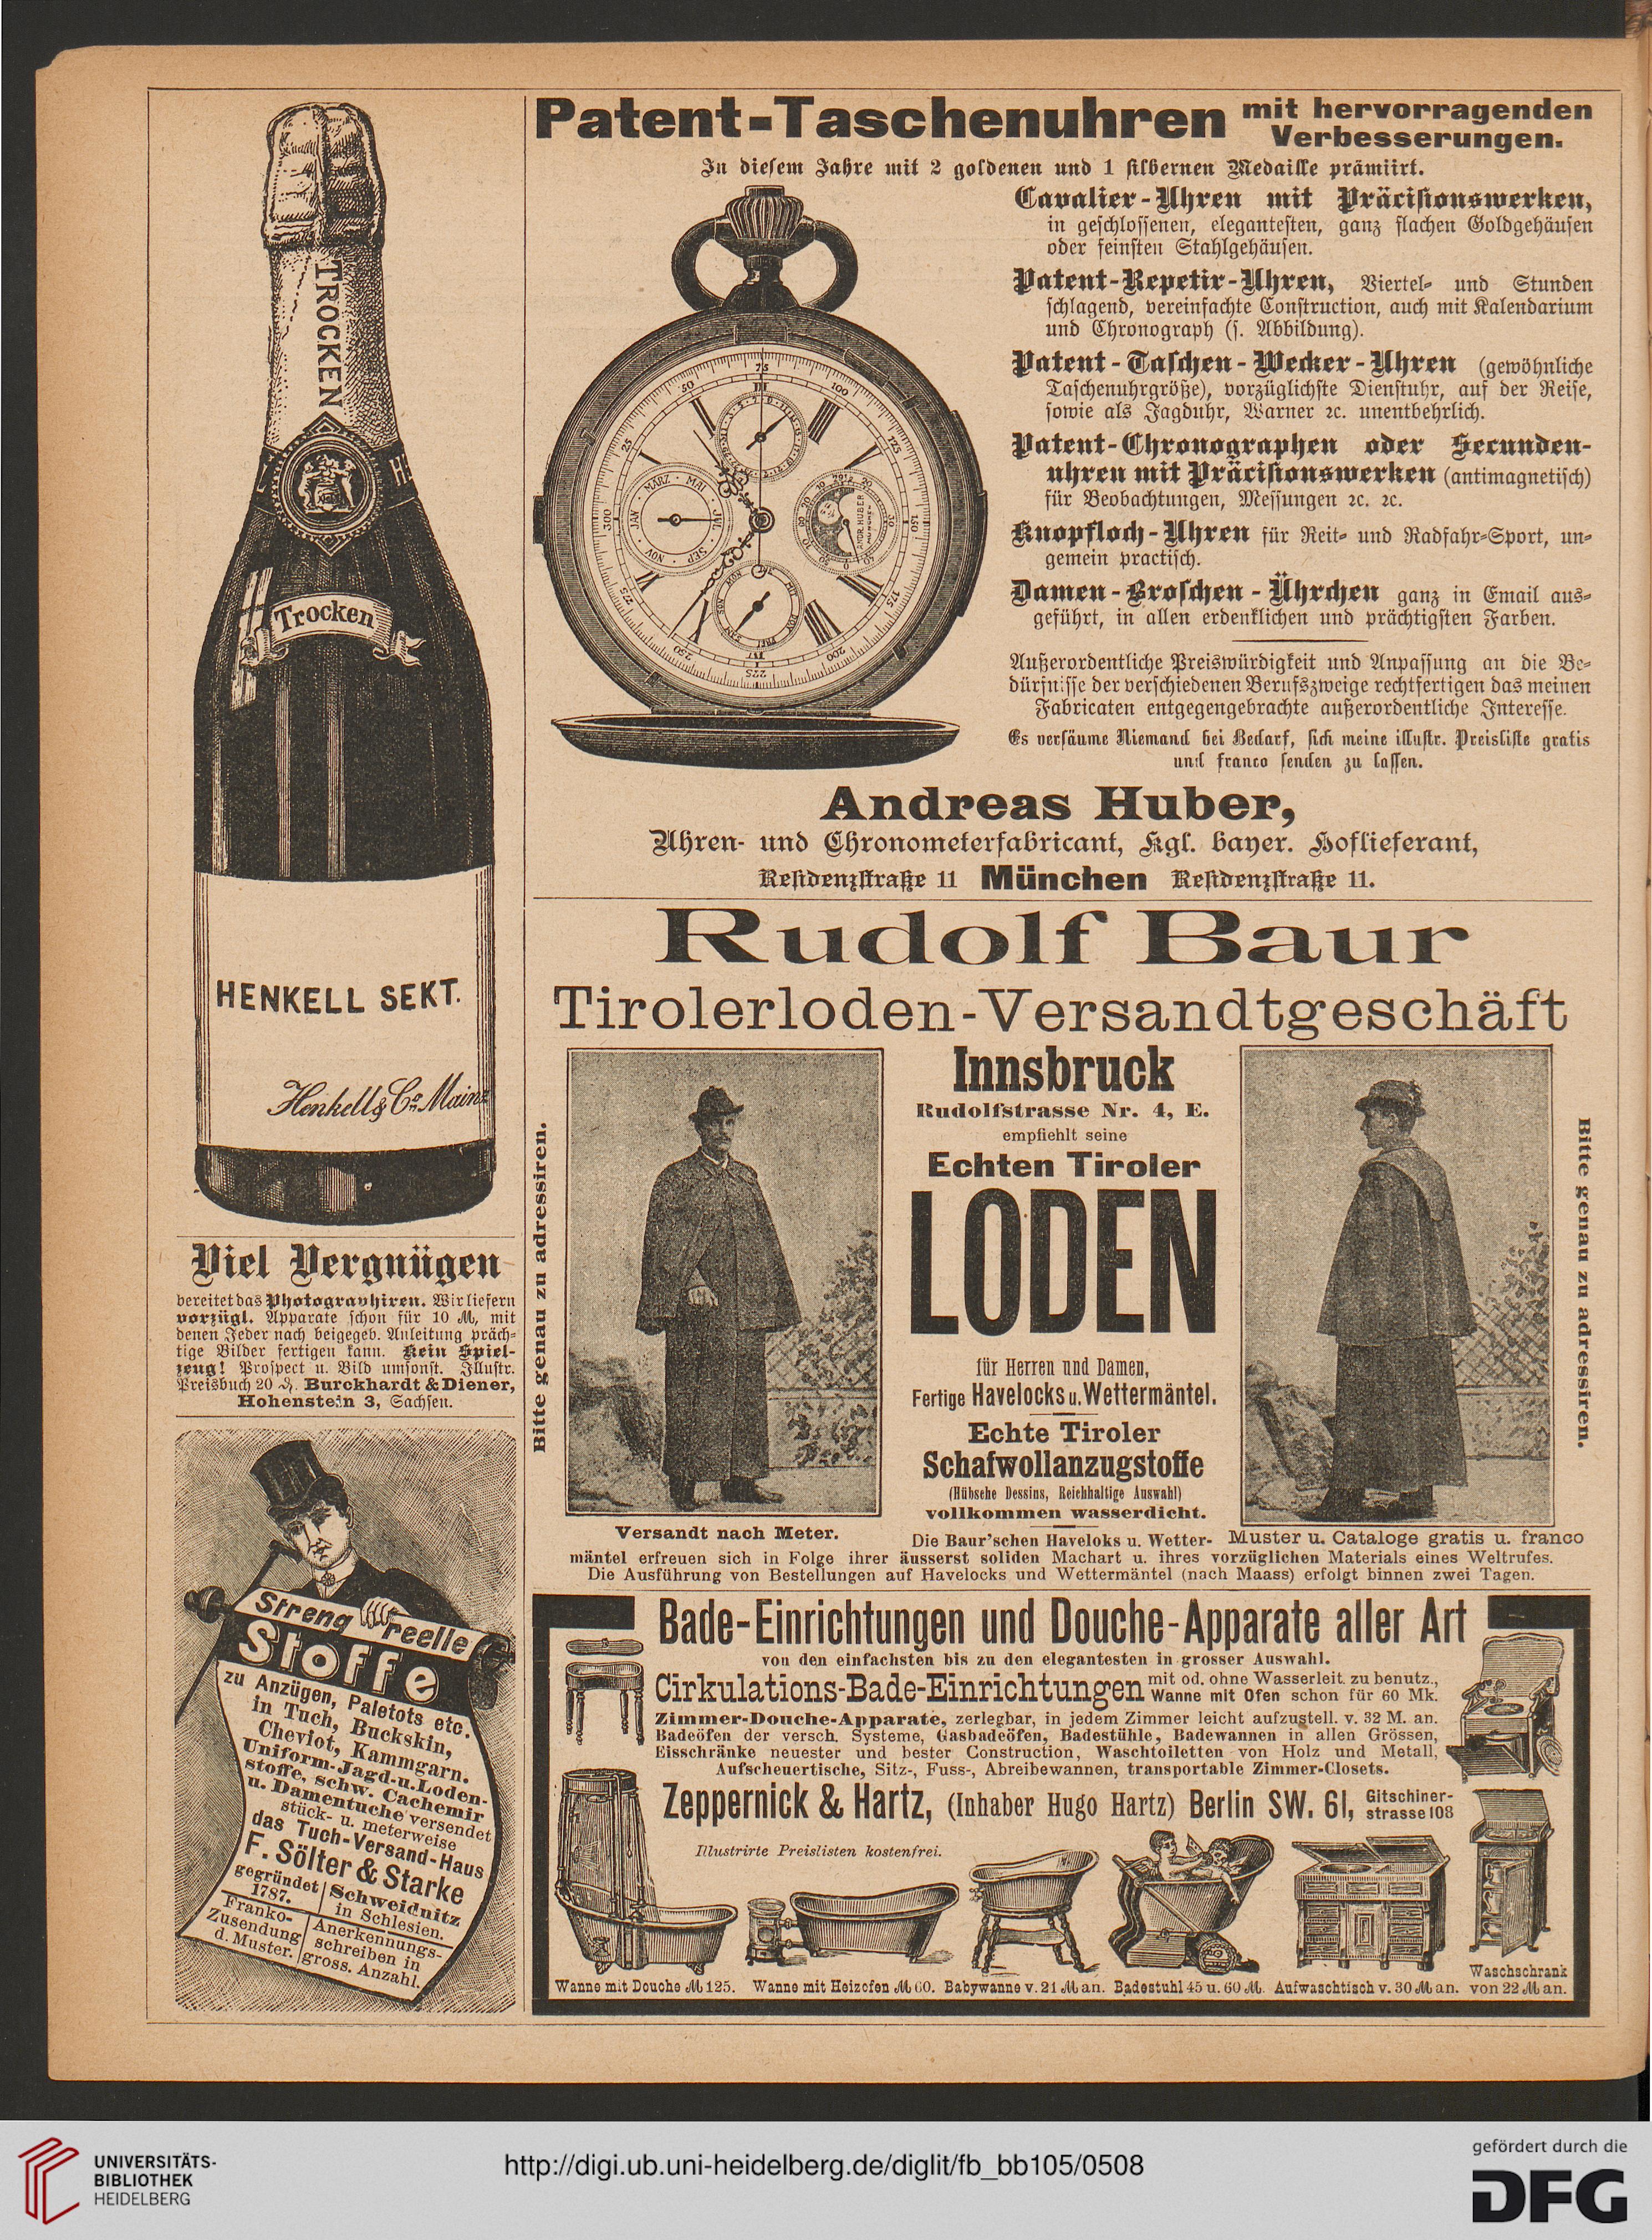 TROCKEN
HE
Trocken
HENKELL SEKT.
Henkell & Co. Mainz
Viel Vergnügen
bereitet das Photographiren. Wir liefern
vorzügl. Apparate schon für 10 M, mit
denen Jeder nach beigegeb. Anleitung präch-
tige Bilder fertigen kann. Kein Spiel-
zeug! Prospect u. Bild umsonst. Illustr.
Preisbuch 20 ₰. Burckhardt & Diener,
Hohenstein 3, Sachsen.
Streng reelle
Stoffe
zu Anzügen, Paletots etc.
in Tuch, Buckskin,
Cheviot, Kammgarn.
Uniform-Jagd-u.Loden-
stoffe, schw. Cachemir
u. Damentuche versendet
stück- u. meterweise
das Tuch-Versand-Haus
F. Sölter & Starke
gegründet
1787.
Schweidnitz
in Schlesien.
Franko-
Zusendung
d. Muster.
Anerkennungs-
schreiben in
gross. Anzahl.
Patent-Taschenuhren mit hervorragenden
Verbesserungen.
In diesem Jahre mit 2 goldenen und 1 silbernen Medaille prämiirt.
Cavalier-Uhren mit Präcisionswerken,
in geschlossenen, elegantesten, ganz flachen Goldgehäusen
oder feinsten Stahlgehäusen.
Patent-Repetir-Uhren, Viertel- und Stunden
schlagend, vereinfachte Construction, auch mit Kalendarium
und Chronograph (s. Abbildung).
Patent-Taschen-Wecker-Uhren (gewöhnliche
Taschenuhrgröße), vorzüglichste Dienstuhr, auf der Reise,
sowie als Jagduhr, Warner ꝛc. unentbehrlich.
Patent-Chronographen oder Secunden-
uhren mit Präcisionswerken (antimagnetisch)
für Beobachtungen, Messungen ꝛc. ꝛc.
Knopfloch-Uhren für Reit- und Radfahr-Sport, un-
gemein practisch.
Damen-Broschen-Ührchen ganz in Email aus-
geführt, in allen erdenklichen und prächtigsten Farben.
Außerordentliche Preiswürdigkeit und Anpassung an die Be-
dürfnisse der verschiedenen Berufszweige rechtfertigen das meinen
Fabricaten entgegengebrachte außerordentliche Interesse.
Es versäume Niemand bei Bedarf, sich meine illustr. Preisliste gratis
und franco senden zu lassen.
Andreas Huber,
Uhren- und Chronometerfabricant, Kgl. bayer. Hoflieferant,
Residenzstraße 11 München Residenzstraße 11.
Rudolf Baur
Tirolerloden-Versandtgeschäft
Bitte genau zu adressiren.
Innsbruck
Rudolfstrasse Nr. 4, E.
empfiehlt seine
Echten Tiroler
LODEN
für Herren und Damen,
Fertige Havelocks u. Wettermäntel.
Echte Tiroler
Schafwollanzugstoffe
(Hübsche Dessins, Reichhaltige Auswahl)
vollkommen wasserdicht.
Bitte genau zu adressiren.
Versandt nach Meter.
Muster u. Cataloge gratis u. franco
Die Baur'schen Haveloks u. Wetter-
mäntel erfreuen sich in Folge ihrer äusserst soliden Machart u. ihres vorzüglichen Materials eines Weltrufes.
Die Ausführung von Bestellungen auf Havelocks und Wettermäntel (nach Maass) erfolgt binnen zwei Tagen.
Bade-Einrichtungen und Douche-Apparate aller Art
von den einfachsten bis zu den elegantesten in grosser Auswahl.
Cirkulations-Bade-Einrichtungen mit od. ohne Wasserleit. zu benutz.,
Wanne mit Ofen schon für 60 Mk.
Zimmer-Douche-Apparate, zerlegbar, in jedem Zimmer leicht aufzustell. v. 32 M. an.
Badeöfen der versch. Systeme, Gasbadeöfen, Badestühle, Badewannen in allen Grössen,
Eisschränke neuester und bester Construction, Waschtoiletten von Holz und Metall,
Aufscheuertische, Sitz-, Fuss-, Abreibewannen, transportable Zimmer-Closets.
Zeppernick & Hartz, (Inhaber Hugo Hartz) Berlin SW. 61, Gitschiner-
strasse 108
Illustrirte Preislisten kostenfrei.
Wanne mit Douche M 125. Wanne mit Heizofen M 60. Babywanne v. 21 M an. Badestuhl 45 u. 60 M. Aufwaschtisch v. 30 M an.
Waschschrank
von 22 M an.
UNIVERSITÄTS-
BIBLIOTHEK
HEIDELBERG
http://digi.ub.uni-heidelberg.de/diglit/fb_bb105/0508
gefördert durch die
DFG